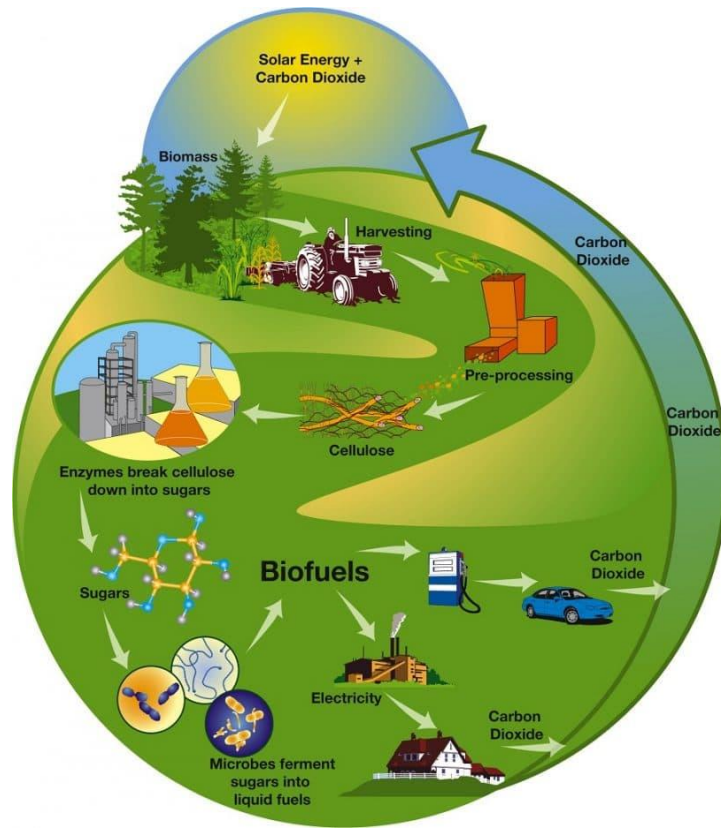 Solar Energy +
Carbon Dioxide
Biomass
Harvesting
Carbon
Dioxide
Pre-processing
Carbon
Dioxide
Cellulose
Enzymes break cellulose
down into sugars
Biofuels
Carbon
Dioxide
Sugars
Electricity
Carbon
Dioxide
Microbes ferment
sugars into
liquid fuels